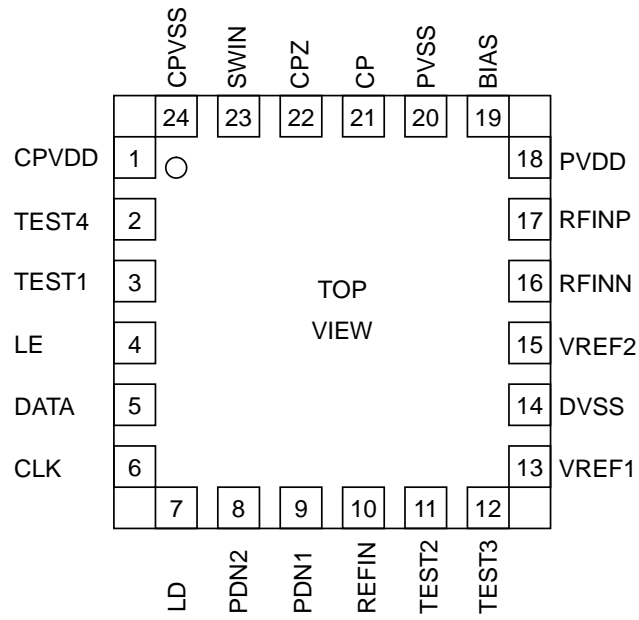 CPVSS
SWIN
CPZ
CP
PVSS
BIAS
24
23
22
21
20
19
CPVDD
1
18
PVDD
TEST4
2
17
RFINP
TEST1
3
16
RFINN
TOP
VIEW
LE
4
15
VREF2
DATA
5
14
DVSS
CLK
6
13
VREF1
7
8
9
10
11
12
LD
PDN2
PDN1
REFIN
TEST2
TEST3